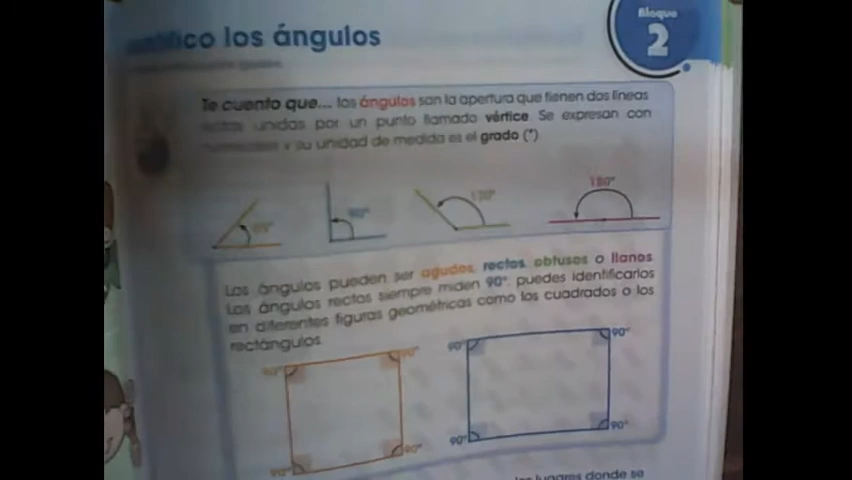 los ángulos
Bloque
2
Te cuento que... los ángulos son la apertura que tienen dos líneas
unidas por un punto llamado vértice. Se expresan con
y su unidad de medida es el grado (°)
90°
120°
180°
Los ángulos pueden ser agudos, rectos, obtusos o llanos
Los ángulos rectos siempre miden 90°, puedes identificarlos
en diferentes figuras geométricas como los cuadrados o los
rectángulos
90° 90° 90° 90°
90° 90° 90° 90°
los lugares donde se